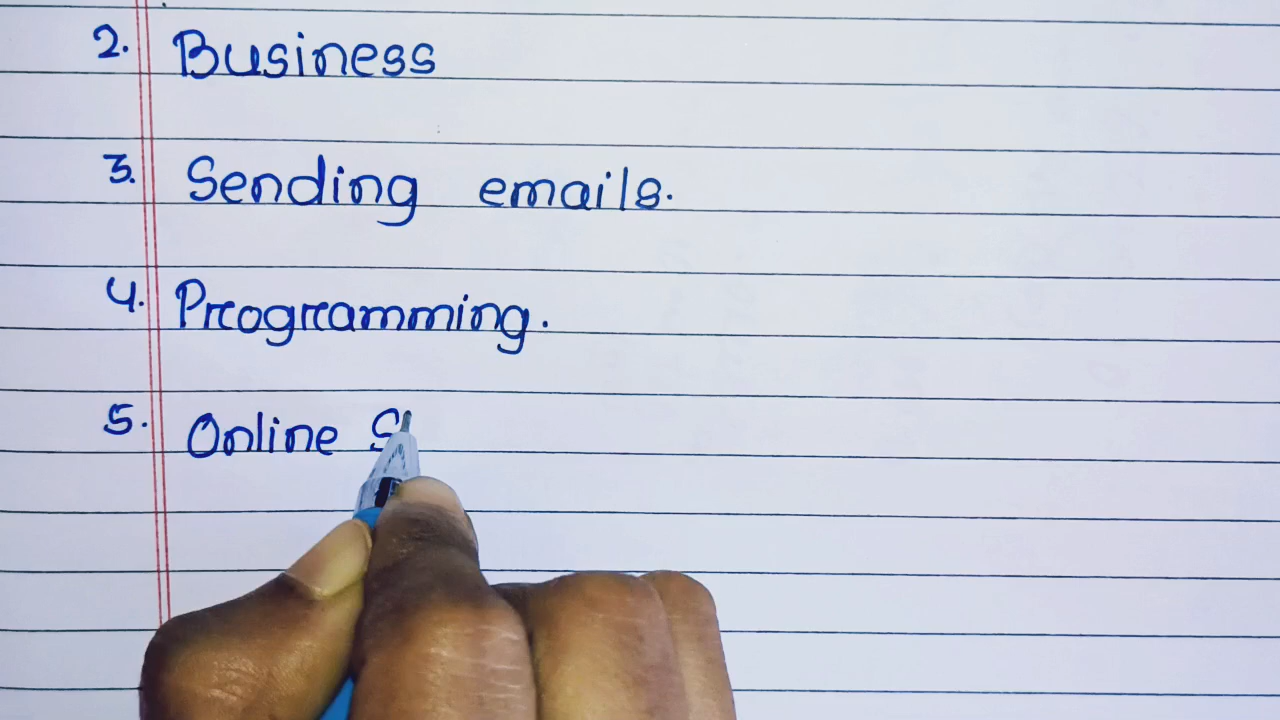 2. Business
3. Sending emails.
4. Programming.
5. Online S